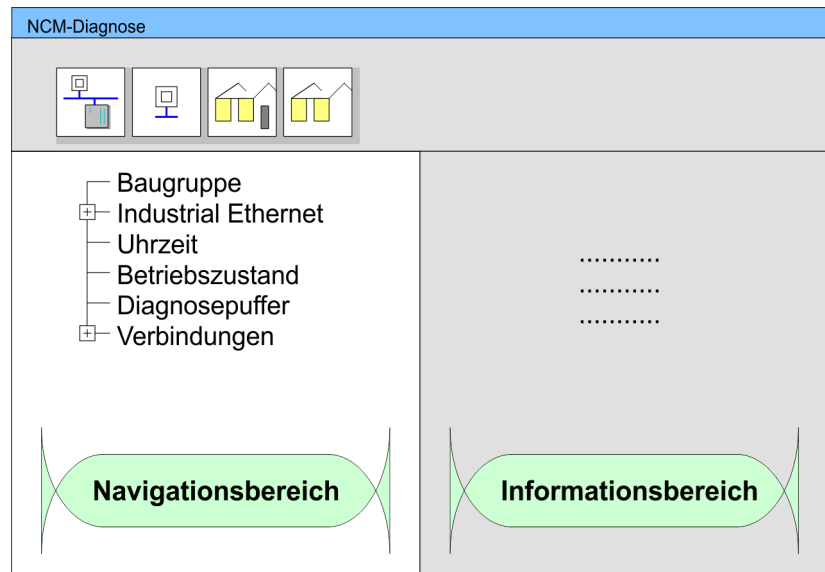 NCM-Diagnose
Baugruppe
Industrial Ethernet
Uhrzeit
Betriebszustand
Diagnosepuffer
Verbindungen
...........
...........
...........
Navigationsbereich
Informationsbereich